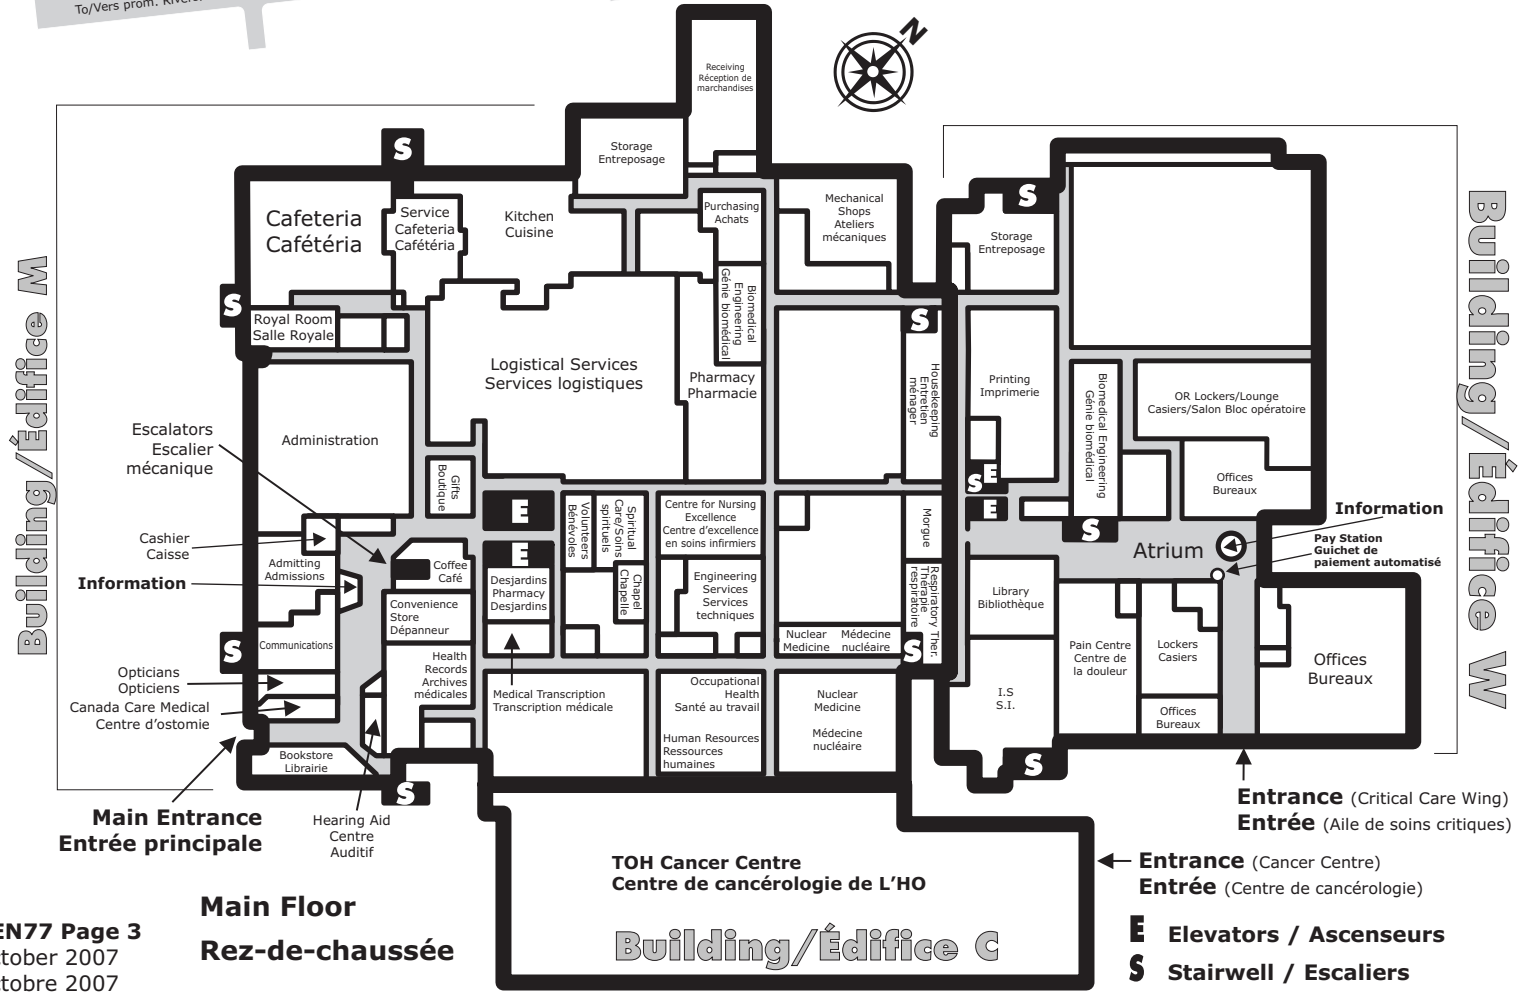 To/Vers prom.
N
Receiving
Réception de
marchandises
Storage
Entreposage
Cafeteria
Cafétéria
Service
Cafeteria
Cafétéria
Kitchen
Cuisine
Purchasing
Achats
Mechanical
Shops
Ateliers
mécaniques
Biomedical
Engineering
Génie biomédical
Royal Room
Salle Royale
Logistical Services
Services logistiques
Pharmacy
Pharmacie
Housekeeping
Entretien
ménager
Administration
Escalators
Escalier
mécanique
Gifts
Boutique
Cashier
Caisse
Information
Admitting
Admissions
Coffee
Café
Convenience
Store
Dépanneur
Communications
Health
Records
Archives
médicales
Opticians
Opticiens
Canada Care Medical
Centre d'ostomie
Bookstore
Librairie
Main Entrance
Entrée principale
Hearing Aid
Centre
Auditif
Desjardins
Pharmacy
Desjardins
Medical Transcription
Transcription médicale
Volunteers
Bénévoles
Spiritual
Care/Soins
spirituels
Chapel
Chapelle
Centre for Nursing
Excellence
Centre d'excellence
en soins infirmiers
Engineering
Services
Services
techniques
Occupational
Health
Santé au travail
Human Resources
Ressources
humaines
Nuclear
Medicine
Médecine
nucléaire
Nuclear
Medicine
Médecine
nucléaire
Morgue
Respiratory Ther.
Thérapie
respiratoire
Storage
Entreposage
Printing
Imprimerie
Biomedical Engineering
Génie biomédical
OR Lockers/Lounge
Casiers/Salon Bloc opératoire
Offices
Bureaux
Atrium
Information
Pay Station
Guichet de
paiement automatisé
Library
Bibliothèque
I.S
S.I.
Pain Centre
Centre de
la douleur
Lockers
Casiers
Offices
Bureaux
Offices
Bureaux
Entrance (Critical Care Wing)
Entrée (Aile de soins critiques)
Entrance (Cancer Centre)
Entrée (Centre de cancérologie)
TOH Cancer Centre
Centre de cancérologie de L'HO
Building/Édifice C
Building/Édifice M
Building/Édifice W
S
S
S
S
S
S
S
S
S
S
S
E
E
E
E
E Elevators / Ascenseurs
S Stairwell / Escaliers
Main Floor
Rez-de-chaussée
EN77 Page 3
ctober 2007
ctobre 2007